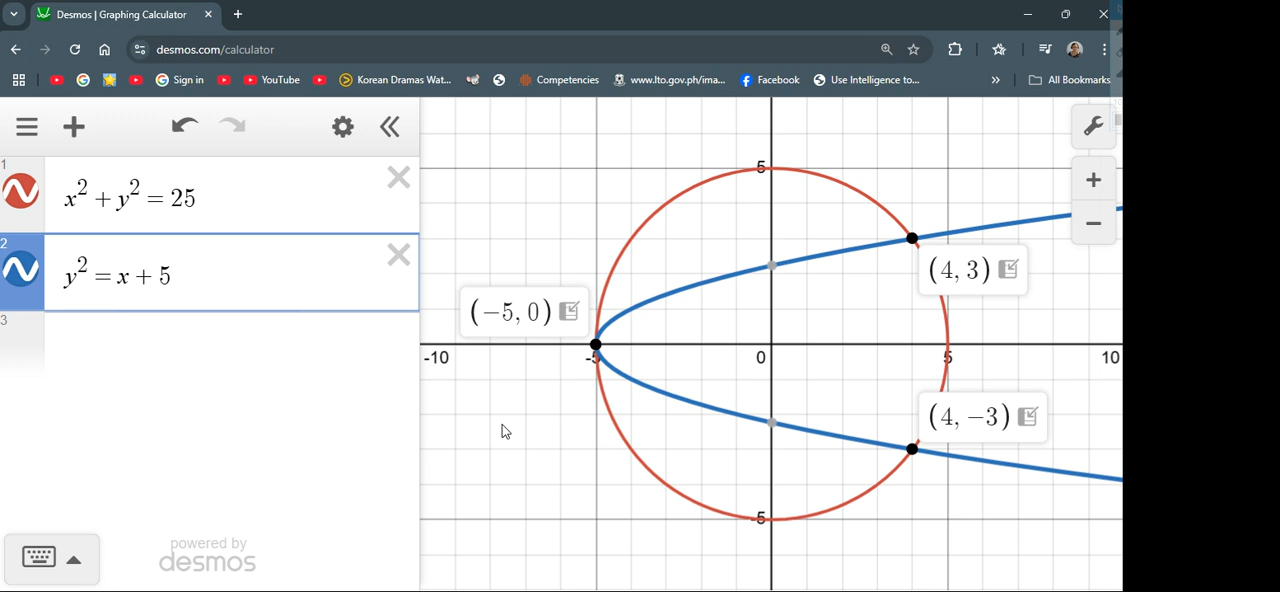 Desmos | Graphing Calculator
desmos.com/calculator
Sign in
YouTube
Korean Dramas Wat...
Competencies
www.lto.gov.ph/ima...
Facebook
Use Intelligence to...
All Bookmarks
1
x² + y² = 25
2
y² = x + 5
3
powered by
desmos
5
(4, 3)
(−5, 0)
-10
-5
0
5
10
(4, −3)
-5